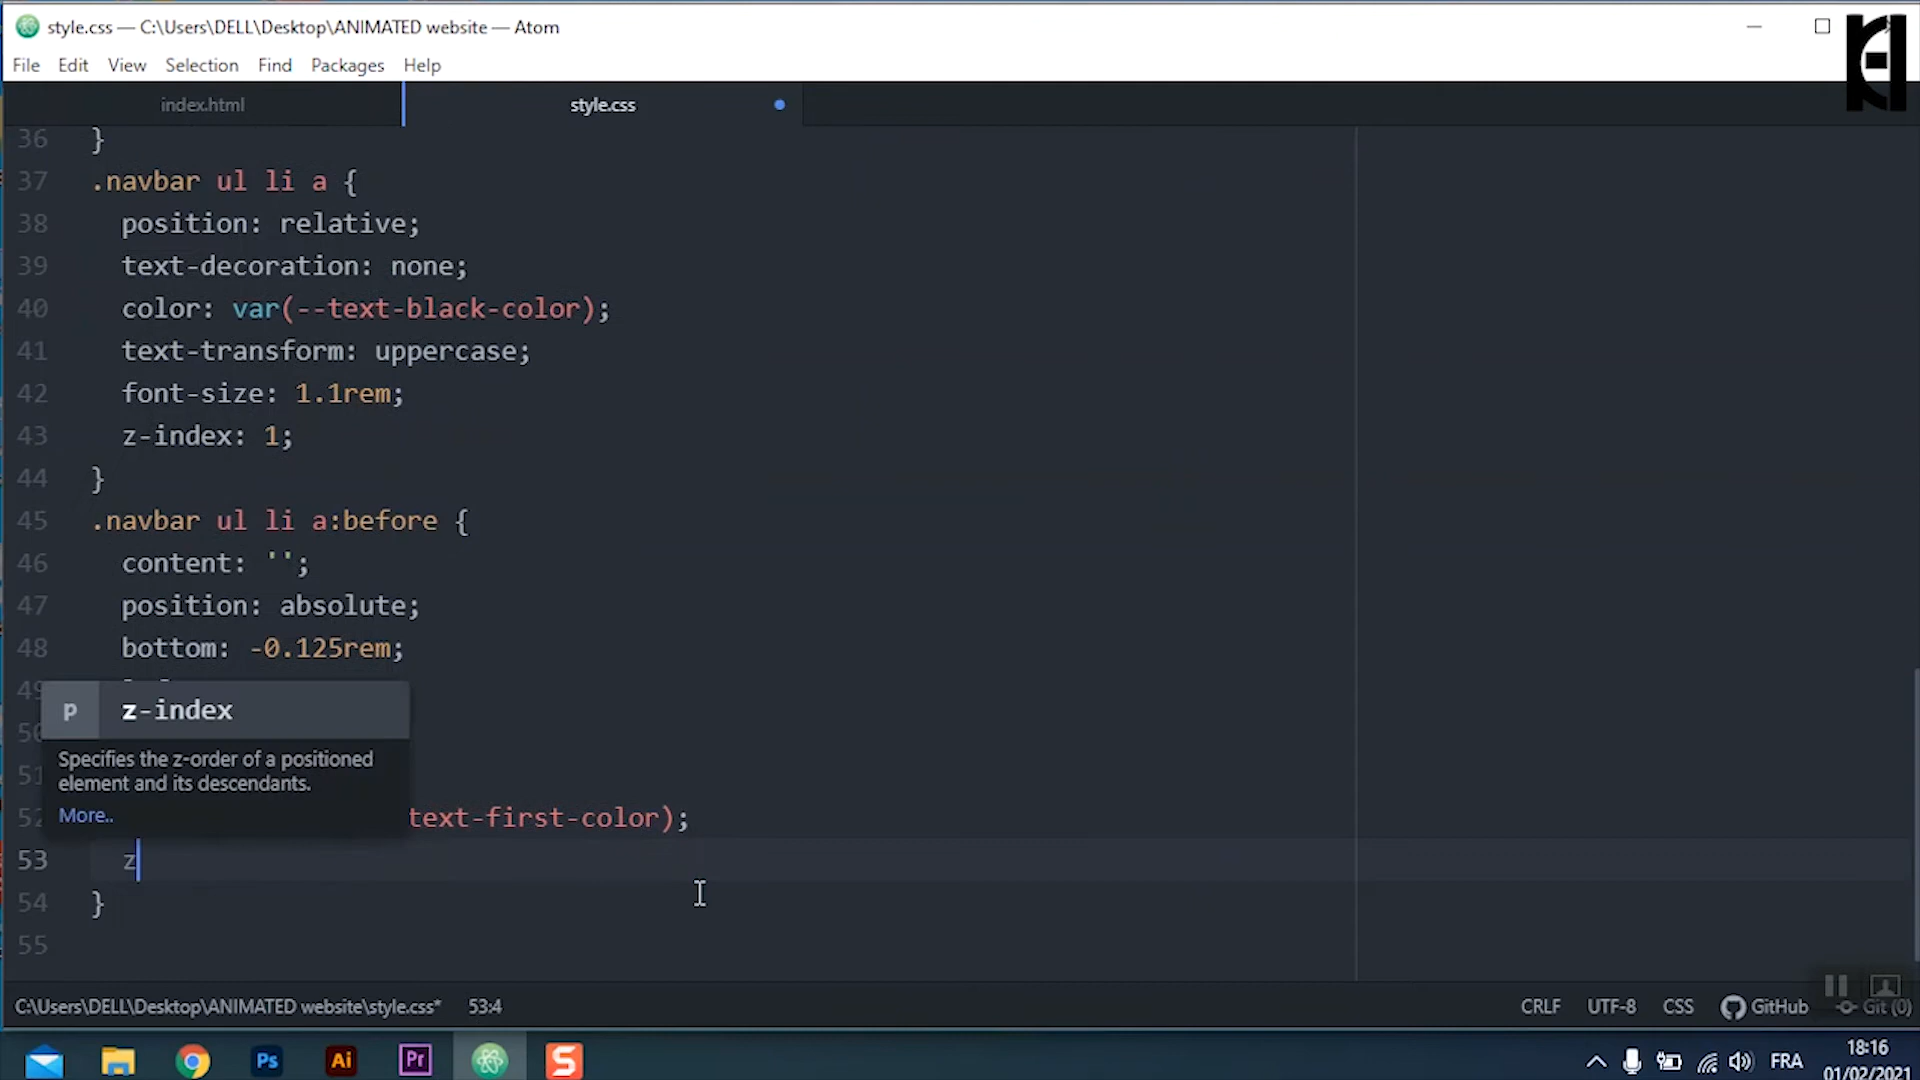 style.css — C:\Users\DELL\Desktop\ANIMATED website — Atom
File Edit View Selection Find Packages Help
index.html style.css
36 }
37 .navbar ul li a {
38 position: relative;
39 text-decoration: none;
40 color: var(--text-black-color);
41 text-transform: uppercase;
42 font-size: 1.1rem;
43 z-index: 1;
44 }
45 .navbar ul li a:before {
46 content: '';
47 position: absolute;
48 bottom: -0.125rem;
p z-index
Specifies the z-order of a positioned
element and its descendants.
More..
52 text-first-color);
53 z
54 }
55
C:\Users\DELL\Desktop\ANIMATED website\style.css* 53:4 CRLF UTF-8 CSS GitHub Git (0)
Ps Ai Pr S FRA 18:16
01/02/2021